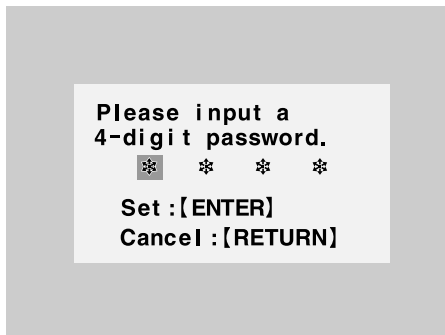 Please input a
4-digit password.
✽ ✽ ✽ ✽
Set :【ENTER】
Cancel :【RETURN】